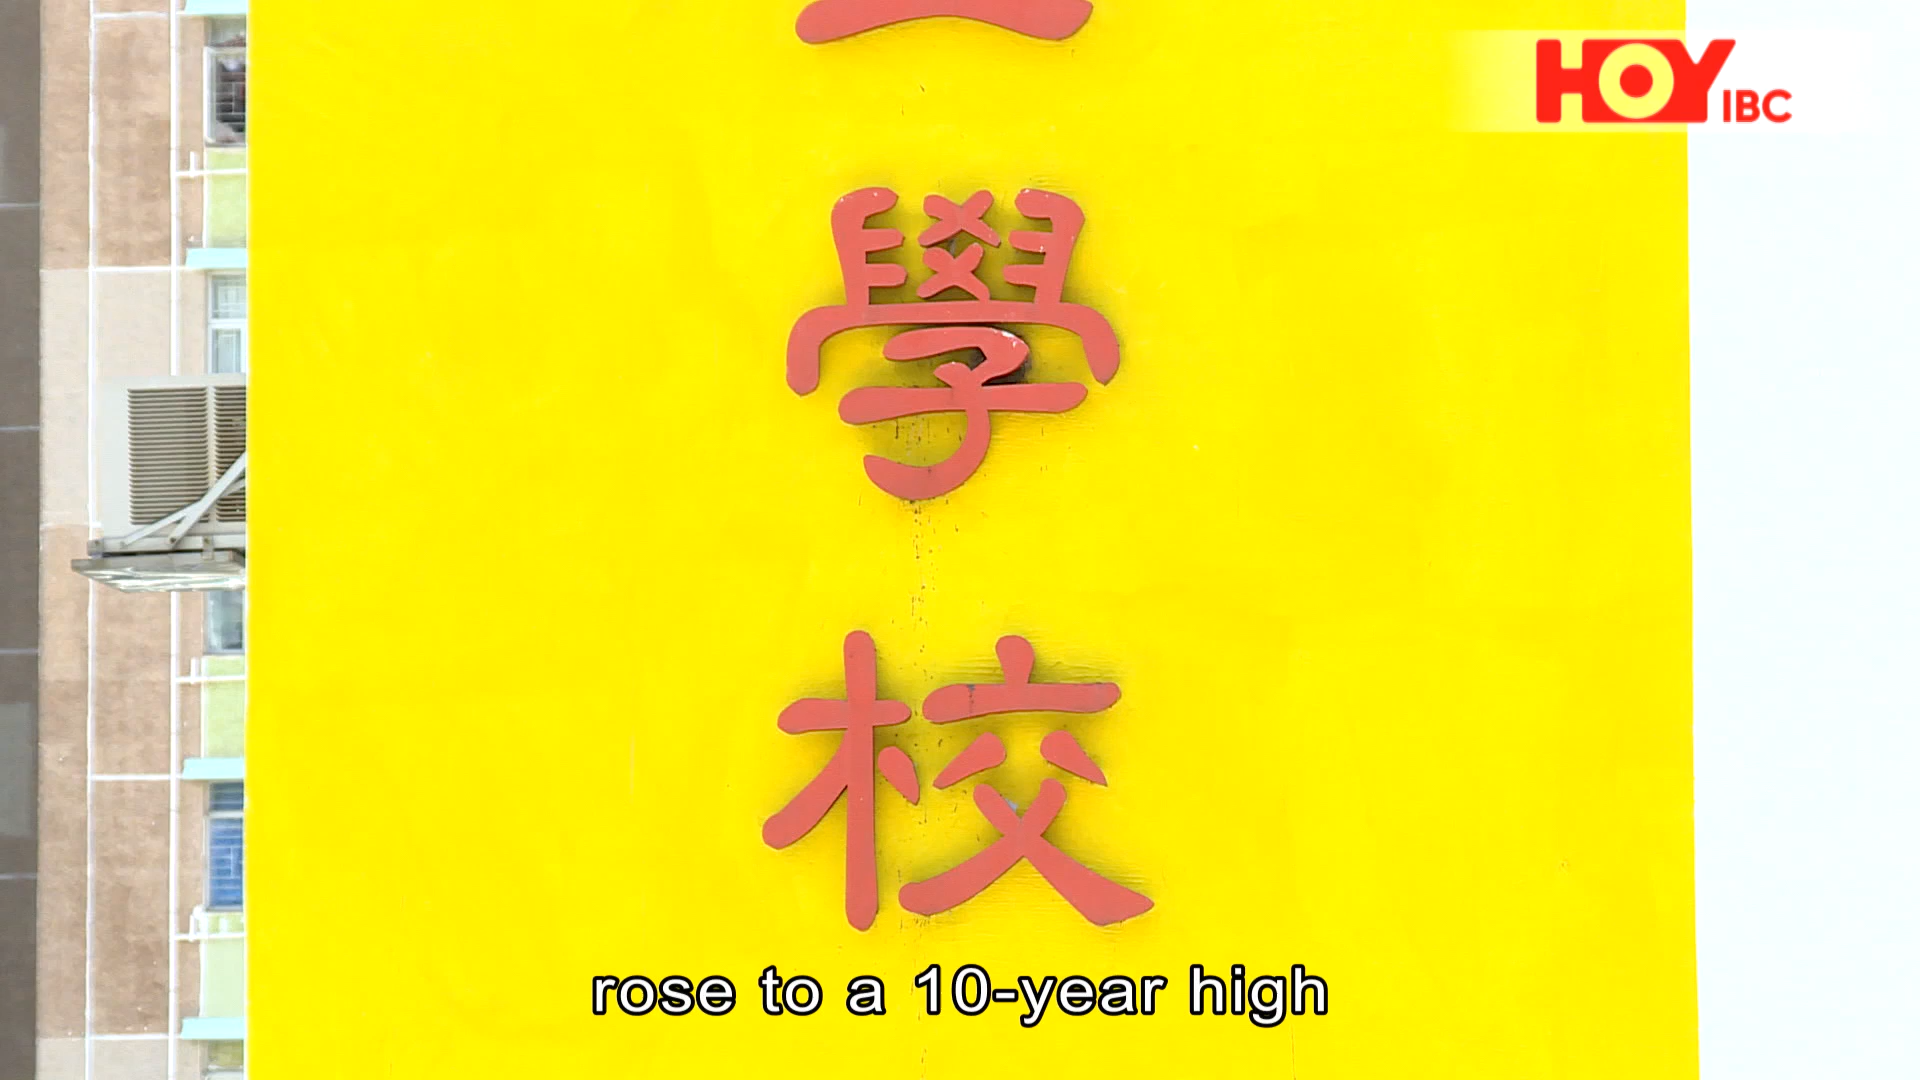 HOY IBC
學
校
rose to a 10-year high